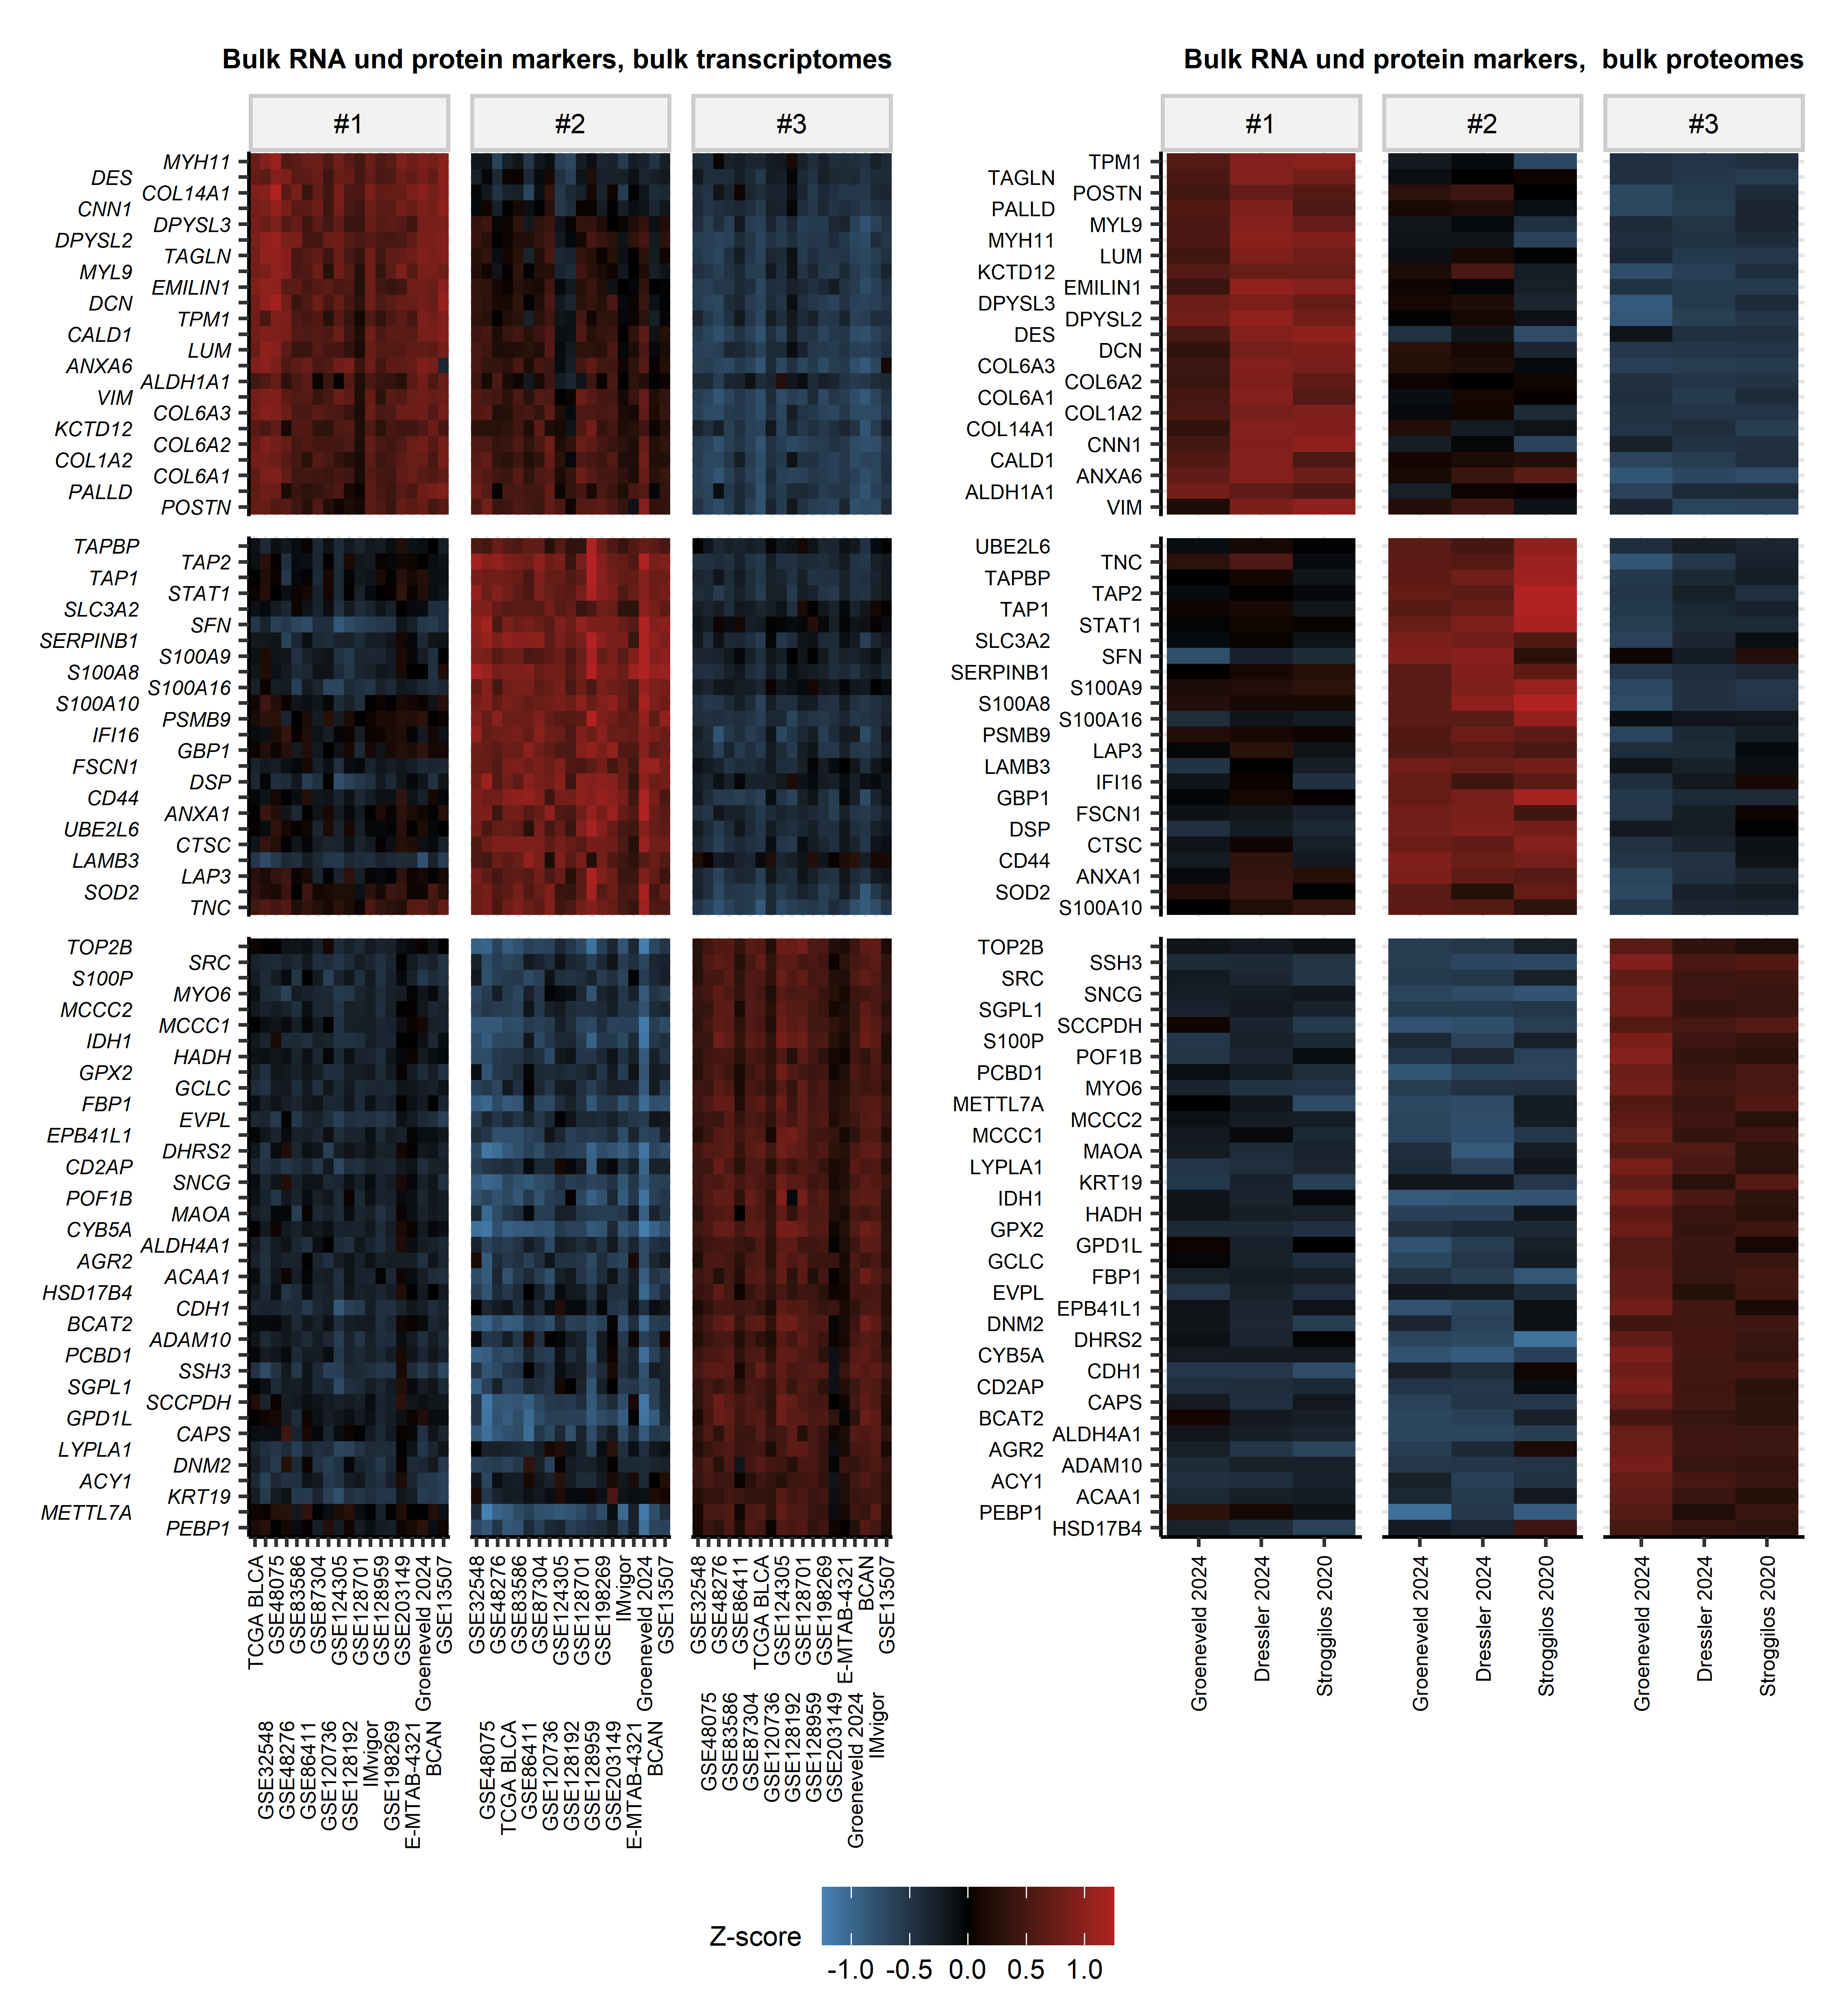 Bulk RNA und protein markers, bulk transcriptomes
#1 #2 #3
MYH11
DES
COL14A1
CNN1
DPYSL3
DPYSL2
TAGLN
MYL9
EMILIN1
DCN
TPM1
CALD1
LUM
ANXA6
ALDH1A1
VIM
COL6A3
KCTD12
COL6A2
COL1A2
COL6A1
PALLD
POSTN
TAPBP
TAP2
TAP1
STAT1
SLC3A2
SFN
SERPINB1
S100A9
S100A8
S100A16
S100A10
PSMB9
IFI16
GBP1
FSCN1
DSP
CD44
ANXA1
UBE2L6
CTSC
LAMB3
LAP3
SOD2
TNC
TOP2B
SRC
S100P
MYO6
MCCC2
MCCC1
IDH1
HADH
GPX2
GCLC
FBP1
EVPL
EPB41L1
DHRS2
CD2AP
SNCG
POF1B
MAOA
CYB5A
ALDH4A1
AGR2
ACAA1
HSD17B4
CDH1
BCAT2
ADAM10
PCBD1
SSH3
SGPL1
SCCPDH
GPD1L
CAPS
LYPLA1
DNM2
ACY1
KRT19
METTL7A
PEBP1
TCGA BLCA
GSE32548
GSE48075
GSE48276
GSE83586
GSE86411
GSE87304
GSE120736
GSE124305
GSE128192
GSE128701
IMvigor
GSE128959
GSE198269
GSE203149
E-MTAB-4321
Groeneveld 2024
BCAN
GSE13507
GSE32548
GSE48075
GSE48276
TCGA BLCA
GSE83586
GSE86411
GSE87304
GSE120736
GSE124305
GSE128192
GSE128701
GSE128959
GSE198269
GSE203149
IMvigor
E-MTAB-4321
Groeneveld 2024
BCAN
GSE13507
GSE32548
GSE48075
GSE48276
GSE83586
GSE86411
GSE87304
TCGA BLCA
GSE120736
GSE124305
GSE128192
GSE128701
GSE128959
GSE198269
GSE203149
E-MTAB-4321
Groeneveld 2024
BCAN
IMvigor
GSE13507
Bulk RNA und protein markers,  bulk proteomes
#1 #2 #3
TPM1
TAGLN
POSTN
PALLD
MYL9
MYH11
LUM
KCTD12
EMILIN1
DPYSL3
DPYSL2
DES
DCN
COL6A3
COL6A2
COL6A1
COL1A2
COL14A1
CNN1
CALD1
ANXA6
ALDH1A1
VIM
UBE2L6
TNC
TAPBP
TAP2
TAP1
STAT1
SLC3A2
SFN
SERPINB1
S100A9
S100A8
S100A16
PSMB9
LAP3
LAMB3
IFI16
GBP1
FSCN1
DSP
CTSC
CD44
ANXA1
SOD2
S100A10
TOP2B
SSH3
SRC
SNCG
SGPL1
SCCPDH
S100P
POF1B
PCBD1
MYO6
METTL7A
MCCC2
MCCC1
MAOA
LYPLA1
KRT19
IDH1
HADH
GPX2
GPD1L
GCLC
FBP1
EVPL
EPB41L1
DNM2
DHRS2
CYB5A
CDH1
CD2AP
CAPS
BCAT2
ALDH4A1
AGR2
ADAM10
ACY1
ACAA1
PEBP1
HSD17B4
Groeneveld 2024
Dressler 2024
Stroggilos 2020
Groeneveld 2024
Dressler 2024
Stroggilos 2020
Groeneveld 2024
Dressler 2024
Stroggilos 2020
Z-score
-1.0 -0.5 0.0 0.5 1.0